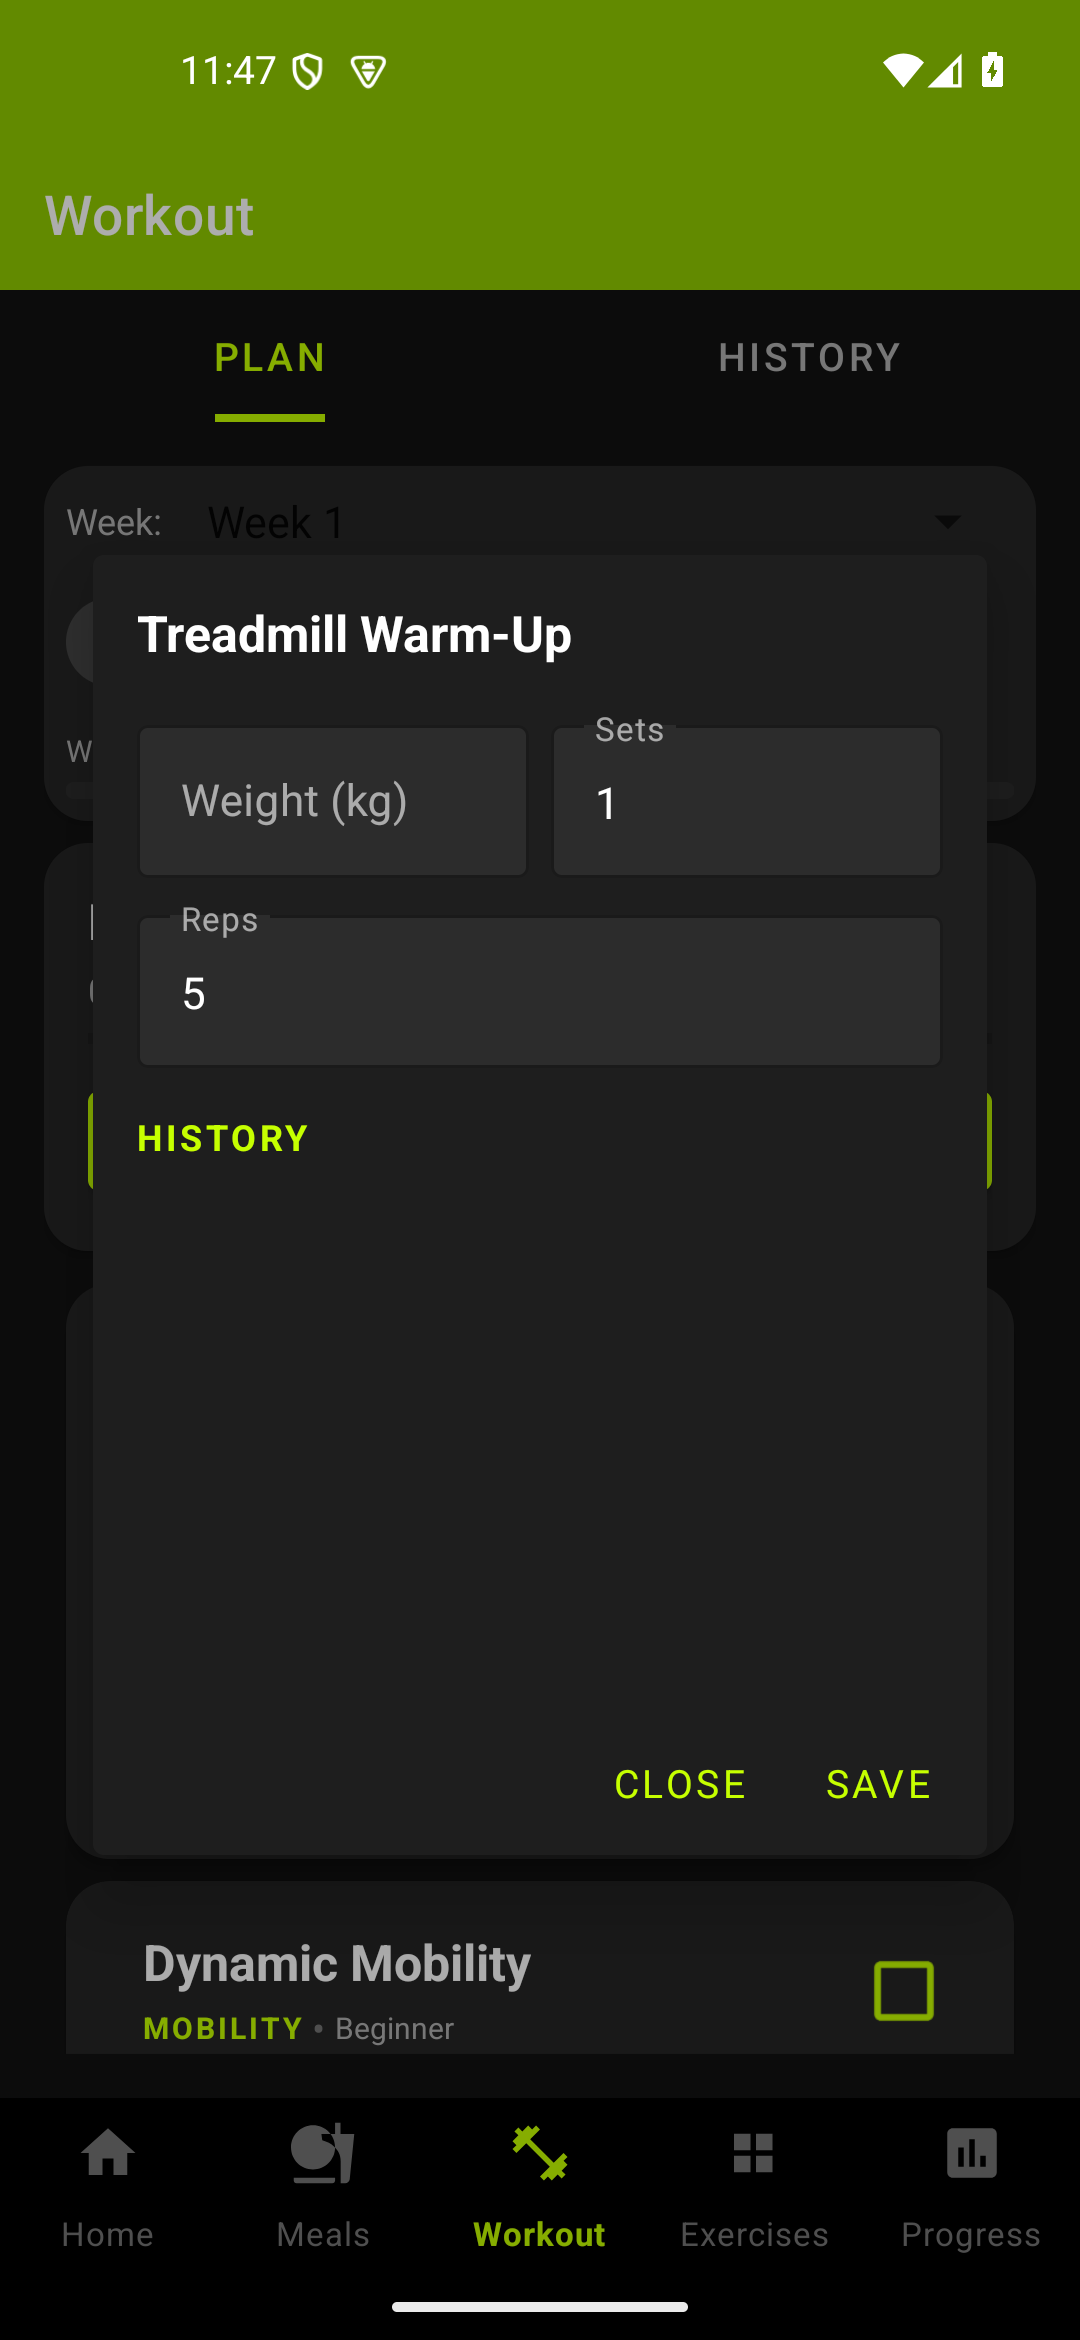 11:47
Workout
PLAN
HISTORY
Week:
Week 1
Treadmill Warm-Up
Weight (kg)
Sets
1
Reps
5
HISTORY
CLOSE
SAVE
Dynamic Mobility
MOBILITY • Beginner
Home
Meals
Workout
Exercises
Progress